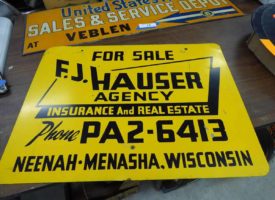 United States
SALES & SERVICE DEPOT
AT VEBLEN
FOR SALE
F.J. HAUSER
AGENCY
INSURANCE And REAL ESTATE
Phone PA2-6413
NEENAH-MENASHA, WISCONSIN